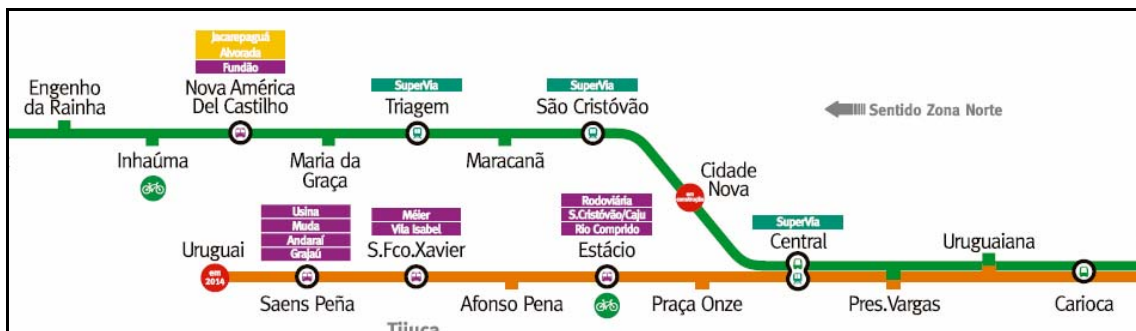 Jacarepaguá
Alvorada
Fundão
Engenho
da Rainha
Nova América
Del Castilho
SuperVia
Triagem
SuperVia
São Cristóvão
Sentido Zona Norte
Inhaúma
Maria da
Graça
Maracanã
Cidade
Nova
em
construção
Usina
Muda
Andaraí
Grajaú
Méier
Vila Isabel
Rodoviária
S.Cristóvão/Caju
Rio Comprido
SuperVia
Uruguai
S.Fco.Xavier
Estácio
Central
Uruguaiana
em
2014
Saens Peña
Afonso Pena
Praça Onze
Pres.Vargas
Carioca
Tijuca